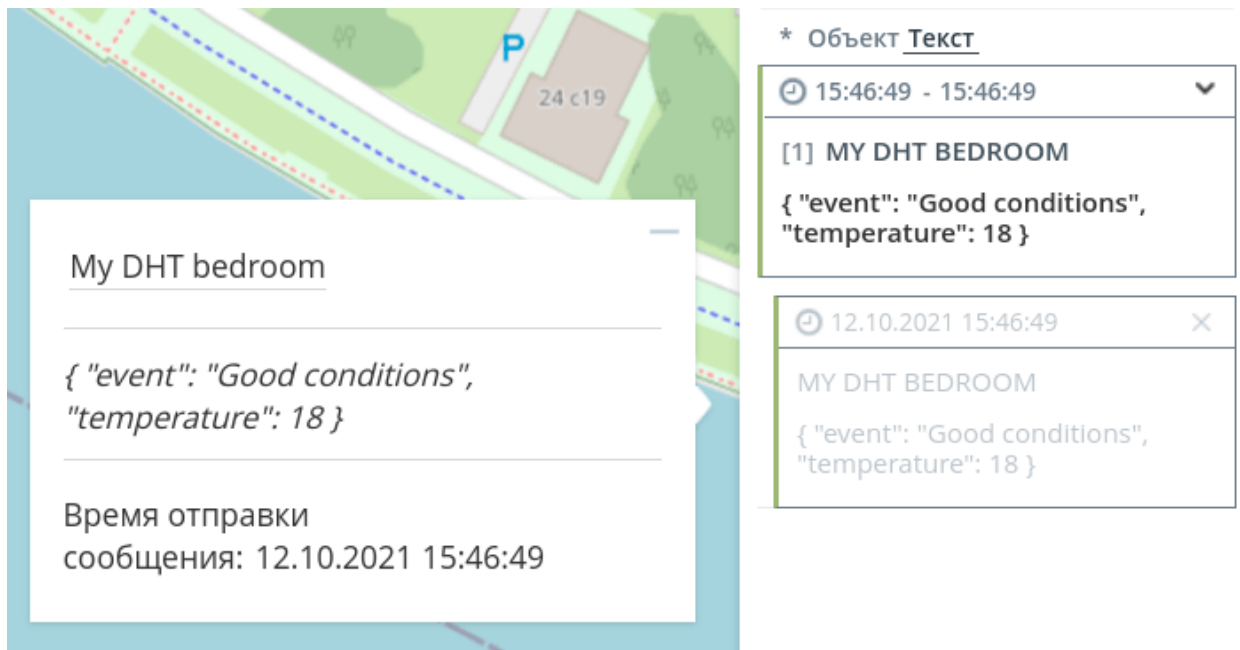 P
24 с19
My DHT bedroom
{ "event": "Good conditions",
"temperature": 18 }
Время отправки
сообщения: 12.10.2021 15:46:49
* Объект Текст
15:46:49 - 15:46:49
[1] MY DHT BEDROOM
{ "event": "Good conditions",
"temperature": 18 }
12.10.2021 15:46:49
MY DHT BEDROOM
{ "event": "Good conditions",
"temperature": 18 }